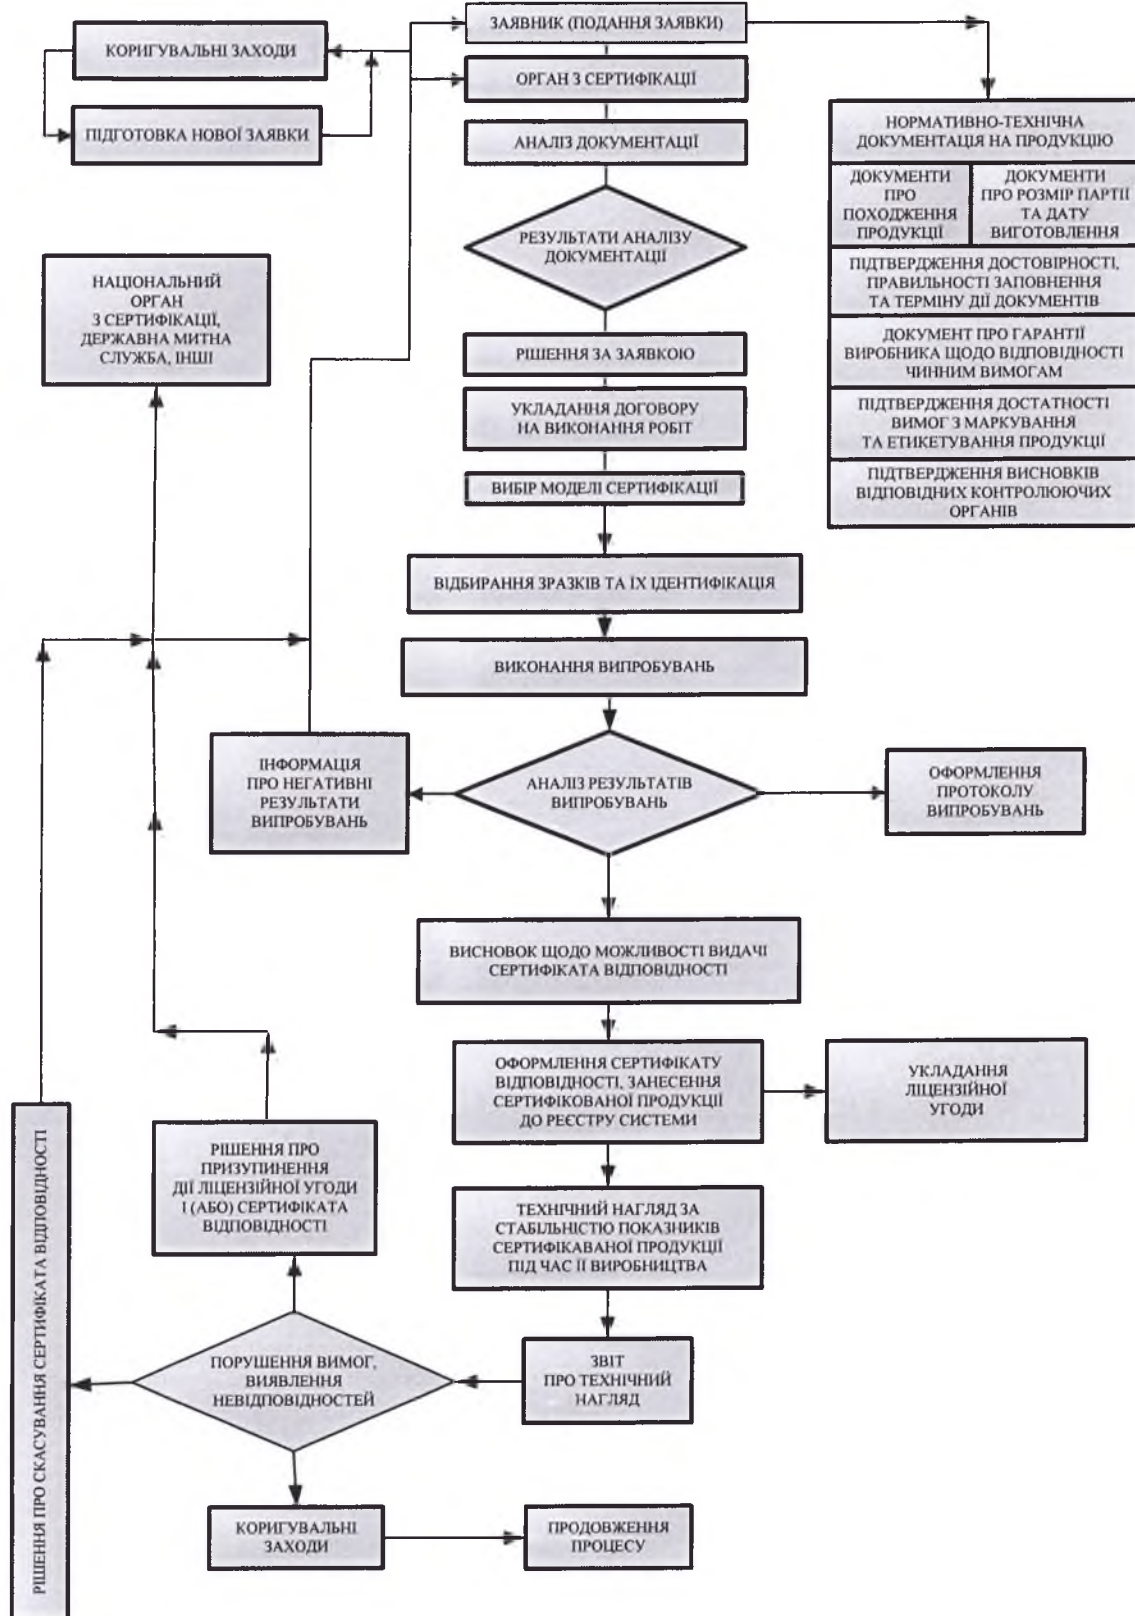 ЗАЯВНИК (ПОДАННЯ ЗАЯВКИ)
КОРИГУВАЛЬНІ ЗАХОДИ
ОРГАН З СЕРТИФІКАЦІЇ
ПІДГОТОВКА НОВОЇ ЗАЯВКИ
АНАЛІЗ ДОКУМЕНТАЦІЇ
НОРМАТИВНО-ТЕХНІЧНА
ДОКУМЕНТАЦІЯ НА ПРОДУКЦІЮ
ДОКУМЕНТИ
ПРО
ПОХОДЖЕННЯ
ПРОДУКЦІЇ
ДОКУМЕНТИ
ПРО РОЗМІР ПАРТІЇ
ТА ДАТУ
ВИГОТОВЛЕННЯ
ПІДТВЕРДЖЕННЯ ДОСТОВІРНОСТІ,
ПРАВИЛЬНОСТІ ЗАПОВНЕННЯ
ТА ТЕРМІНУ ДІЇ ДОКУМЕНТІВ
ДОКУМЕНТ ПРО ГАРАНТІЇ
ВИРОБНИКА ЩОДО ВІДПОВІДНОСТІ
ЧИННИМ ВИМОГАМ
ПІДТВЕРДЖЕННЯ ДОСТАТНОСТІ
ВИМОГ З МАРКУВАННЯ
ТА ЕТИКЕТУВАННЯ ПРОДУКЦІЇ
ПІДТВЕРДЖЕННЯ ВИСНОВКІВ
ВІДПОВІДНИХ КОНТРОЛЮЮЧИХ
ОРГАНІВ
РЕЗУЛЬТАТИ АНАЛІЗУ
ДОКУМЕНТАЦІЇ
НАЦІОНАЛЬНИЙ
ОРГАН
З СЕРТИФІКАЦІЇ,
ДЕРЖАВНА МИТНА
СЛУЖБА, ІНШІ
РІШЕННЯ ЗА ЗАЯВКОЮ
УКЛАДАННЯ ДОГОВОРУ
НА ВИКОНАННЯ РОБІТ
ВИБІР МОДЕЛІ СЕРТИФІКАЦІЇ
ВІДБИРАННЯ ЗРАЗКІВ ТА ЇХ ІДЕНТИФІКАЦІЯ
ВИКОНАННЯ ВИПРОБУВАНЬ
ІНФОРМАЦІЯ
ПРО НЕГАТИВНІ
РЕЗУЛЬТАТИ
ВИПРОБУВАНЬ
АНАЛІЗ РЕЗУЛЬТАТІВ
ВИПРОБУВАНЬ
ОФОРМЛЕННЯ
ПРОТОКОЛУ
ВИПРОБУВАНЬ
ВИСНОВОК ЩОДО МОЖЛИВОСТІ ВИДАЧІ
СЕРТИФІКАТА ВІДПОВІДНОСТІ
ОФОРМЛЕННЯ СЕРТИФІКАТУ
ВІДПОВІДНОСТІ, ЗАНЕСЕННЯ
СЕРТИФІКОВАНОЇ ПРОДУКЦІЇ
ДО РЕЄСТРУ СИСТЕМИ
УКЛАДАННЯ
ЛІЦЕНЗІЙНОЇ
УГОДИ
РІШЕННЯ ПРО СКАСУВАННЯ СЕРТИФІКАТА ВІДПОВІДНОСТІ
РІШЕННЯ ПРО
ПРИЗУПИНЕННЯ
ДІЇ ЛІЦЕНЗІЙНОЇ УГОДИ
І (АБО) СЕРТИФІКАТА
ВІДПОВІДНОСТІ
ТЕХНІЧНИЙ НАГЛЯД ЗА
СТАБІЛЬНІСТЮ ПОКАЗНИКІВ
СЕРТИФІКАВАНОЇ ПРОДУКЦІЇ
ПІД ЧАС ЇЇ ВИРОБНИЦТВА
ПОРУШЕННЯ ВИМОГ,
ВИЯВЛЕННЯ
НЕВІДПОВІДНОСТЕЙ
ЗВІТ
ПРО ТЕХНІЧНИЙ
НАГЛЯД
КОРИГУВАЛЬНІ
ЗАХОДИ
ПРОДОВЖЕННЯ
ПРОЦЕСУ